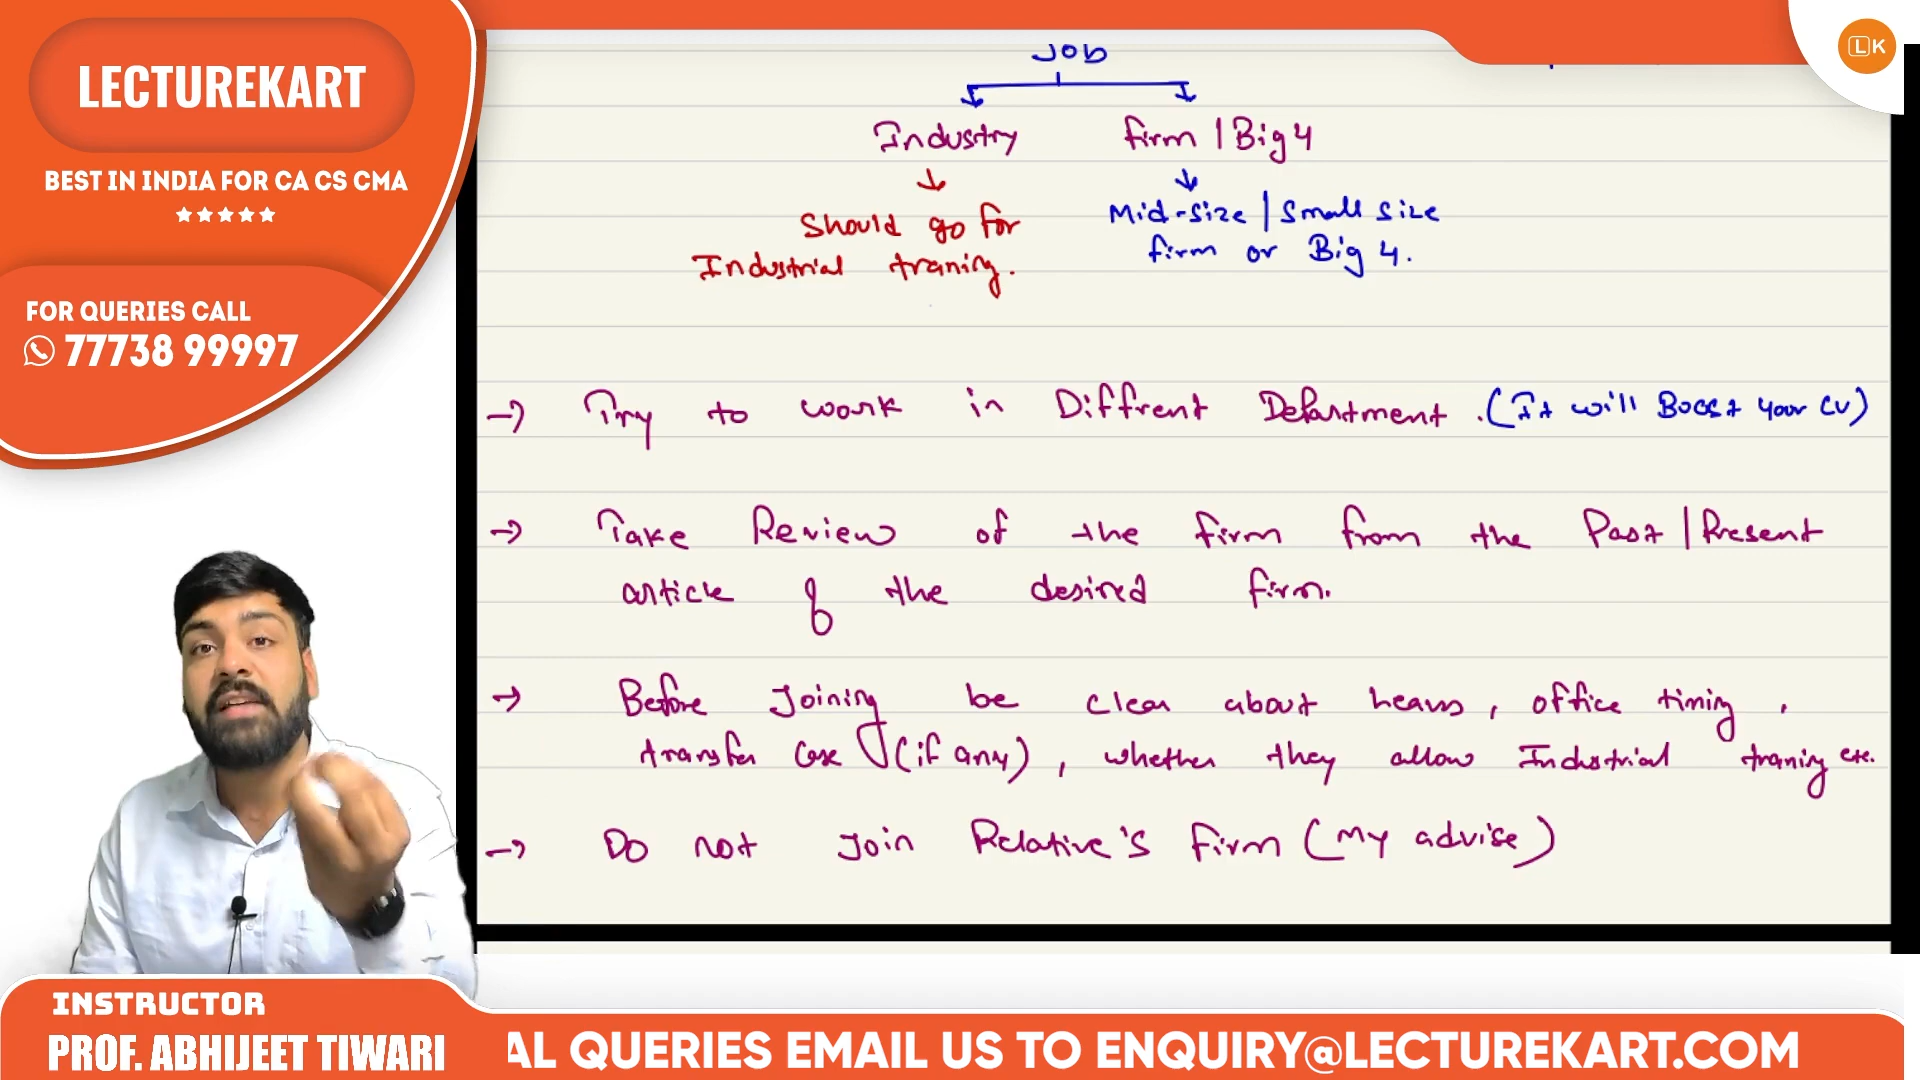 LECTUREKART
BEST IN INDIA FOR CA CS CMA
FOR QUERIES CALL
77738 99997
LK
Job
Industry
firm | Big 4
Should go for
Industrial traning.
Mid-size | Small size
firm or Big 4.
→ Try to work in Diffrent Department. (It will Boost your CV)
→ Take Review of the firm from the Past | Present
article of the desired firm.
→ Before Joining be clear about leaves, office timing,
transfer case (if any), whether they allow Industrial traning etc.
→ Do not Join Relative's firm (My advise)
INSTRUCTOR
PROF. ABHIJEET TIWARI
AL QUERIES EMAIL US TO ENQUIRY@LECTUREKART.COM